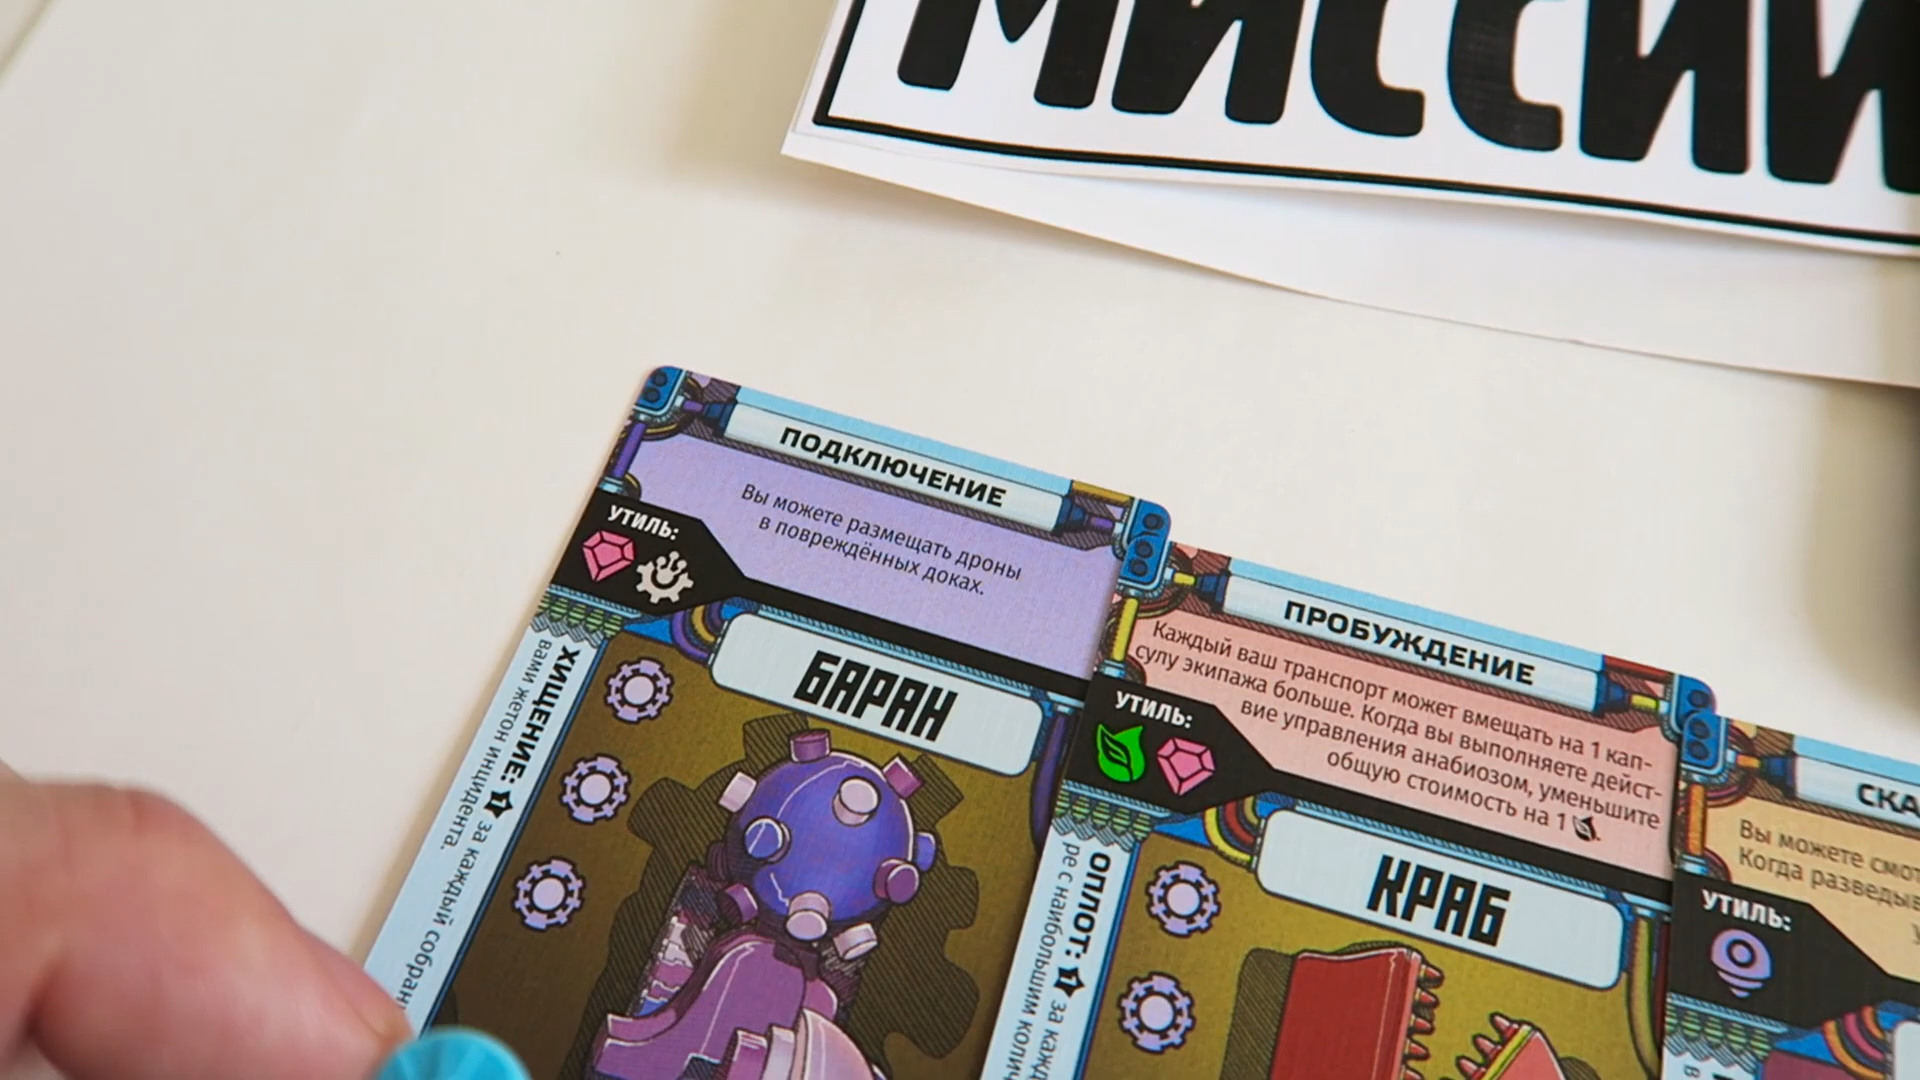 МИССИИ
ПОДКЛЮЧЕНИЕ
Вы можете размещать дроны
в повреждённых доках.
УТИЛЬ:
БАРАН
ХИЩЕНИЕ: 1 за каждый собран
вами жетон инцидента.
ПРОБУЖДЕНИЕ
Каждый ваш транспорт может вмещать на 1 кап-
сулу экипажа больше. Когда вы выполняете дейст-
вие управления анабиозом, уменьшите
общую стоимость на 1
УТИЛЬ:
КРАБ
ОПЛОТ: 1 за кажд
ре с наибольшим колич
СКА
Вы можете смот
Когда разведыв
УТИЛЬ: